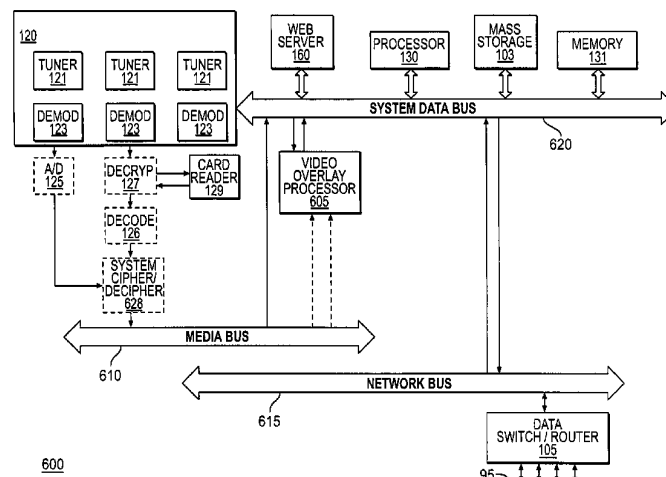 120
TUNER
121
TUNER
121
TUNER
121
DEMOD
123
DEMOD
123
DEMOD
123
WEB
SERVER
160
PROCESSOR
130
MASS
STORAGE
103
MEMORY
131
SYSTEM DATA BUS
620
A/D
125
DECRYP
127
CARD
READER
129
VIDEO
OVERLAY
PROCESSOR
605
DECODE
126
SYSTEM
CIPHER/
DECIPHER
628
MEDIA BUS
610
NETWORK BUS
615
DATA
SWITCH / ROUTER
105
600
95